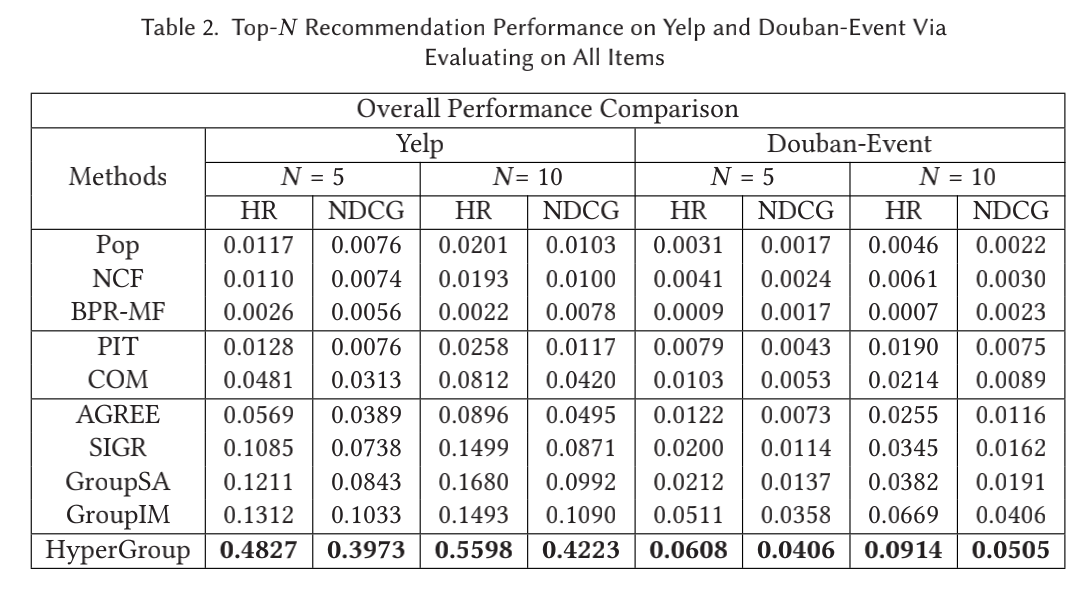 Table 2. Top-N Recommendation Performance on Yelp and Douban-Event Via
Evaluating on All Items
Overall Performance Comparison
Methods Yelp Douban-Event
N = 5 N= 10 N = 5 N = 10
HR NDCG HR NDCG HR NDCG HR NDCG
Pop 0.0117 0.0076 0.0201 0.0103 0.0031 0.0017 0.0046 0.0022
NCF 0.0110 0.0074 0.0193 0.0100 0.0041 0.0024 0.0061 0.0030
BPR-MF 0.0026 0.0056 0.0022 0.0078 0.0009 0.0017 0.0007 0.0023
PIT 0.0128 0.0076 0.0258 0.0117 0.0079 0.0043 0.0190 0.0075
COM 0.0481 0.0313 0.0812 0.0420 0.0103 0.0053 0.0214 0.0089
AGREE 0.0569 0.0389 0.0896 0.0495 0.0122 0.0073 0.0255 0.0116
SIGR 0.1085 0.0738 0.1499 0.0871 0.0200 0.0114 0.0345 0.0162
GroupSA 0.1211 0.0843 0.1680 0.0992 0.0212 0.0137 0.0382 0.0191
GroupIM 0.1312 0.1033 0.1493 0.1090 0.0511 0.0358 0.0669 0.0406
HyperGroup 0.4827 0.3973 0.5598 0.4223 0.0608 0.0406 0.0914 0.0505